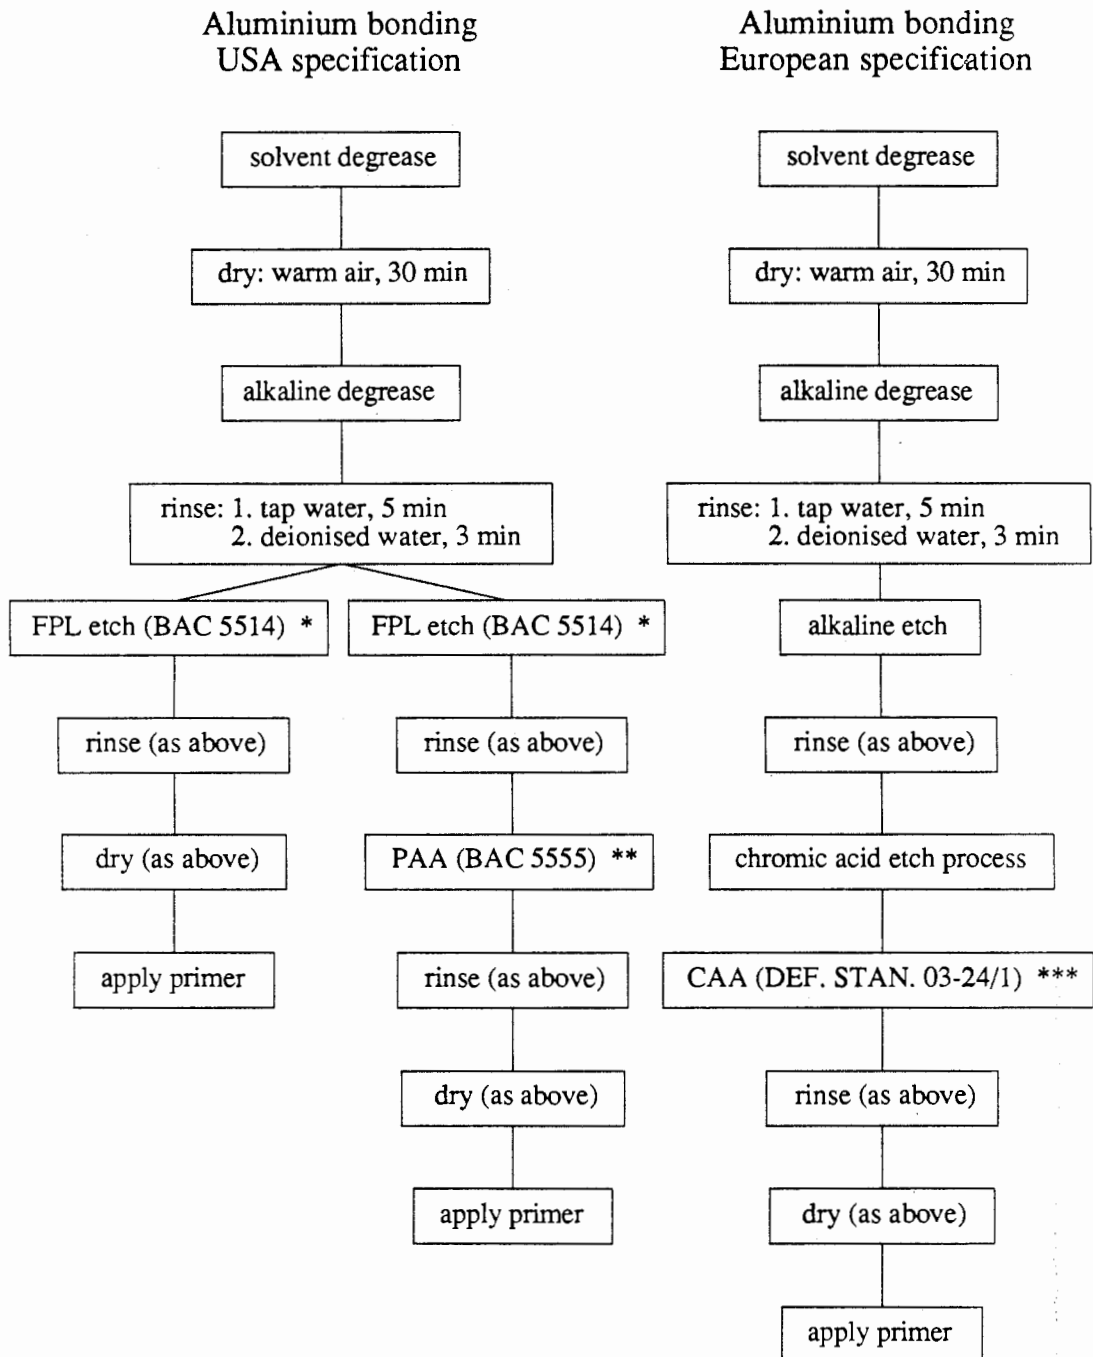 Aluminium bonding
USA specification
solvent degrease
dry: warm air, 30 min
alkaline degrease
rinse: 1. tap water, 5 min
2. deionised water, 3 min
FPL etch (BAC 5514) *
rinse (as above)
dry (as above)
apply primer
FPL etch (BAC 5514) *
rinse (as above)
PAA (BAC 5555) **
rinse (as above)
dry (as above)
apply primer
Aluminium bonding
European specification
solvent degrease
dry: warm air, 30 min
alkaline degrease
rinse: 1. tap water, 5 min
2. deionised water, 3 min
alkaline etch
rinse (as above)
chromic acid etch process
CAA (DEF. STAN. 03-24/1) ***
rinse (as above)
dry (as above)
apply primer